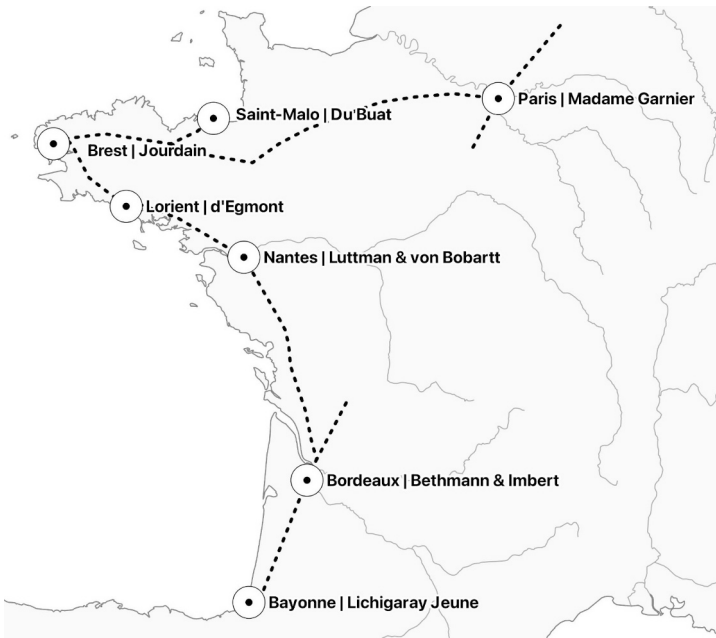 Paris | Madame Garnier
Saint-Malo | Du Buat
Brest | Jourdain
Lorient | d'Egmont
Nantes | Luttman & von Bobartt
Bordeaux | Bethmann & Imbert
Bayonne | Lichigaray Jeune